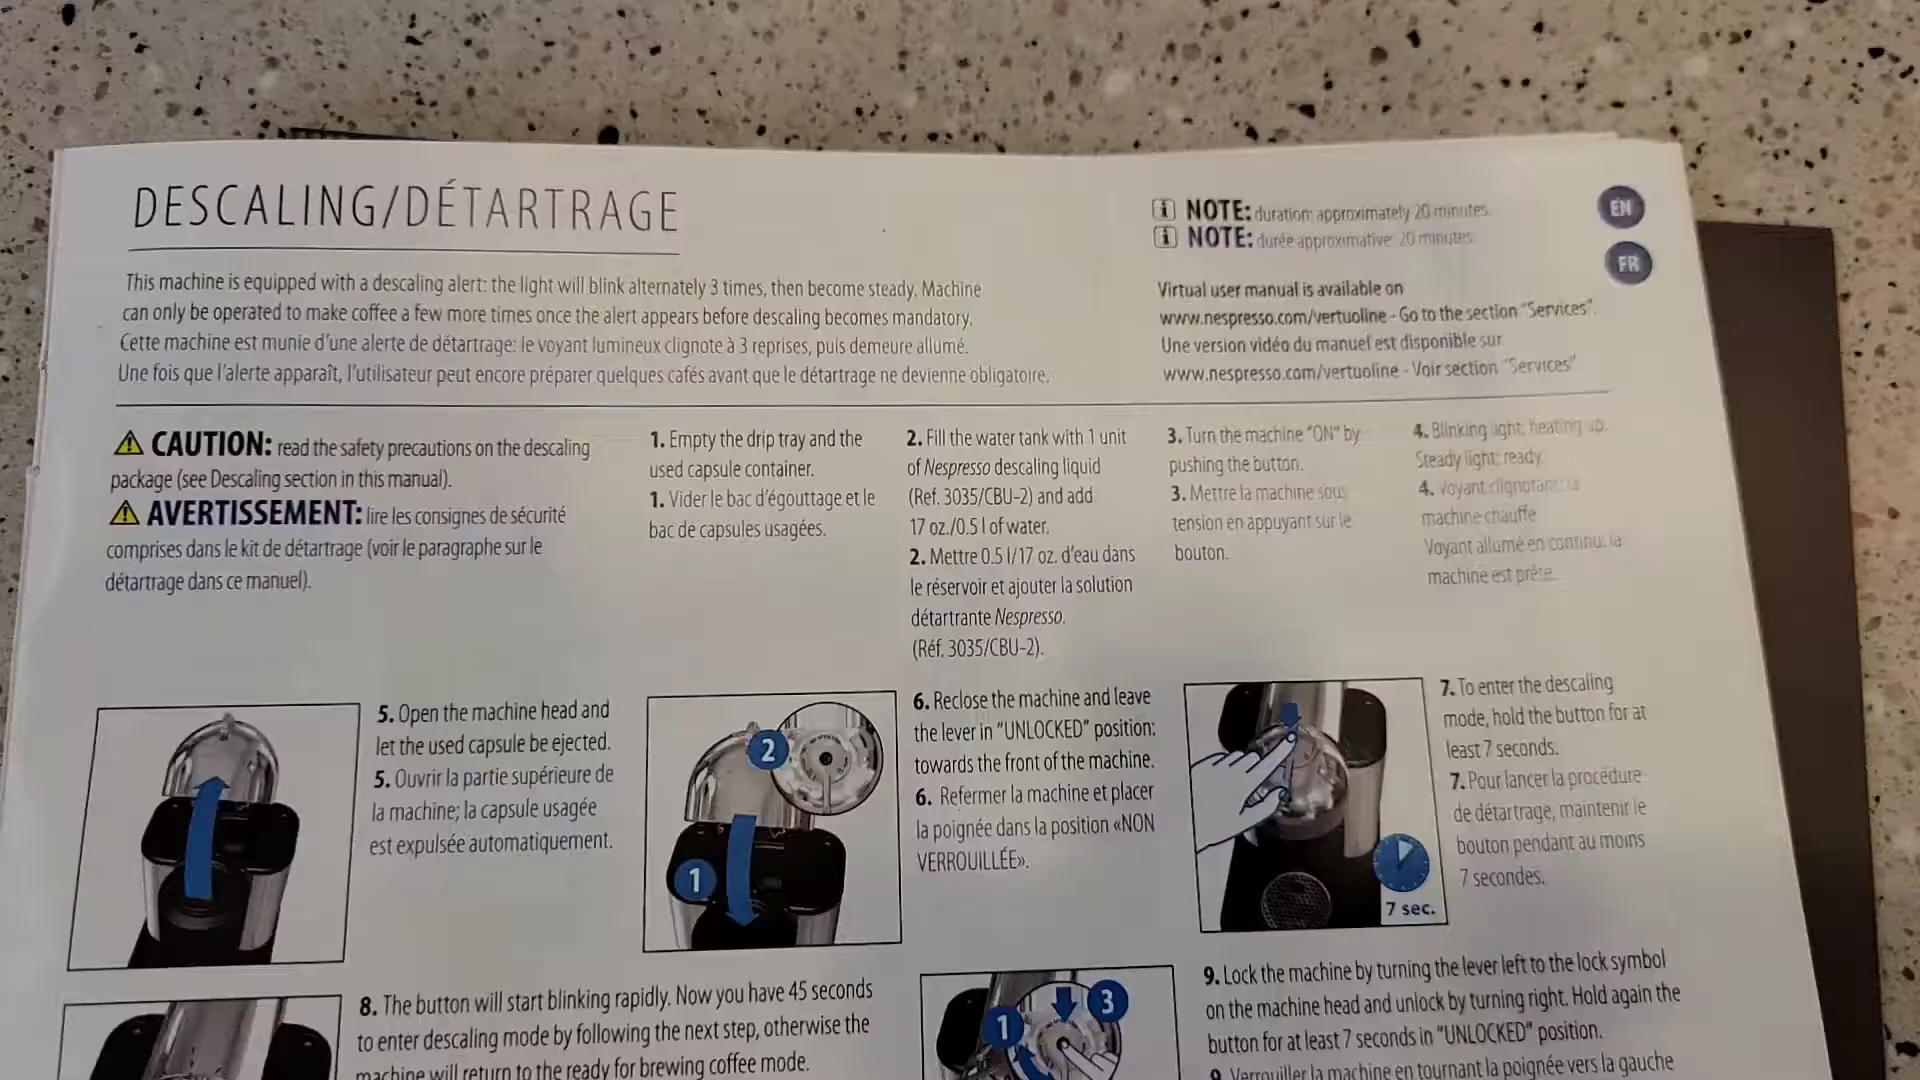 DESCALING/DÉTARTRAGE
NOTE: duration: approximately 20 minutes.
NOTE: durée approximative: 20 minutes.
EN
FR
This machine is equipped with a descaling alert: the light will blink alternately 3 times, then become steady. Machine
can only be operated to make coffee a few more times once the alert appears before descaling becomes mandatory.
Cette machine est munie d'une alerte de détartrage: le voyant lumineux clignote à 3 reprises, puis demeure allumé.
Une fois que l'alerte apparaît, l'utilisateur peut encore préparer quelques cafés avant que le détartrage ne devienne obligatoire.
Virtual user manual is available on
www.nespresso.com/vertuoline - Go to the section "Services".
Une version vidéo du manuel est disponible sur
www.nespresso.com/vertuoline - Voir section "Services"
CAUTION: read the safety precautions on the descaling
package (see Descaling section in this manual).
AVERTISSEMENT: lire les consignes de sécurité
comprises dans le kit de détartrage (voir le paragraphe sur le
détartrage dans ce manuel).
1. Empty the drip tray and the
used capsule container.
1. Vider le bac d'égouttage et le
bac de capsules usagées.
2. Fill the water tank with 1 unit
of Nespresso descaling liquid
(Ref. 3035/CBU-2) and add
17 oz./0.5 l of water.
2. Mettre 0.5 l/17 oz. d'eau dans
le réservoir et ajouter la solution
détartrante Nespresso.
(Réf. 3035/CBU-2).
3. Turn the machine "ON" by
pushing the button.
3. Mettre la machine sous
tension en appuyant sur le
bouton.
4. Blinking light: heating up.
Steady light: ready.
4. Voyant clignotant: la
machine chauffe
Voyant allumé en continu: la
machine est prête.
5. Open the machine head and
let the used capsule be ejected.
5. Ouvrir la partie supérieure de
la machine; la capsule usagée
est expulsée automatiquement.
2
1
6. Reclose the machine and leave
the lever in "UNLOCKED" position:
towards the front of the machine.
6. Refermer la machine et placer
la poignée dans la position «NON
VERROUILLÉE».
7 sec.
7. To enter the descaling
mode, hold the button for at
least 7 seconds.
7. Pour lancer la procédure
de détartrage, maintenir le
bouton pendant au moins
7 secondes.
8. The button will start blinking rapidly. Now you have 45 seconds
to enter descaling mode by following the next step, otherwise the
machine will return to the ready for brewing coffee mode.
1
3
9. Lock the machine by turning the lever left to the lock symbol
on the machine head and unlock by turning right. Hold again the
button for at least 7 seconds in "UNLOCKED" position.
9. Verrouiller la machine en tournant la poignée vers la gauche